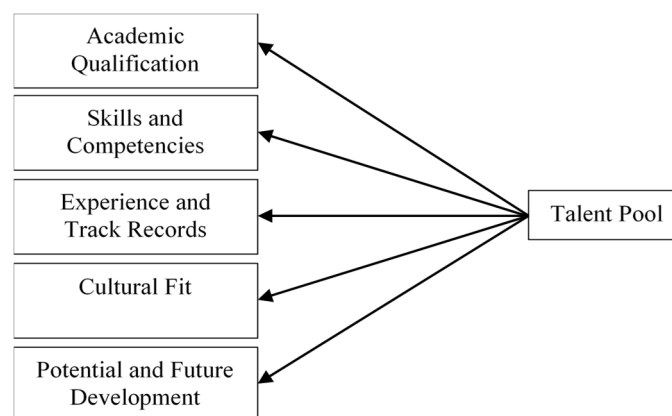 Academic
Qualification
Skills and
Competencies
Experience and
Track Records
Talent Pool
Cultural Fit
Potential and Future
Development